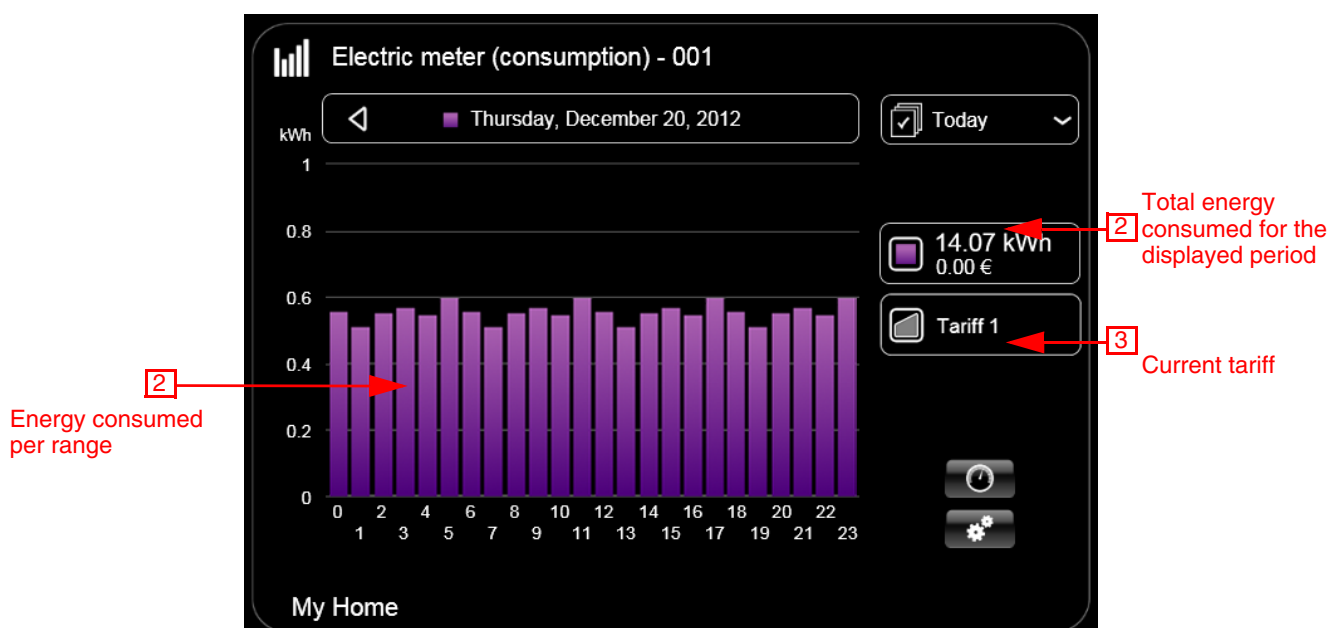 Electric meter (consumption) - 001
Thursday, December 20, 2012
Today
kWh
1
0.8
0.6
0.4
0.2
0
0 2 4 6 8 10 12 14 16 18 20 22
1 3 5 7 9 11 13 15 17 19 21 23
14.07 kWh
0.00 €
Tariff 1
My Home
2
Energy consumed
per range
2
Total energy
consumed for the
displayed period
3
Current tariff